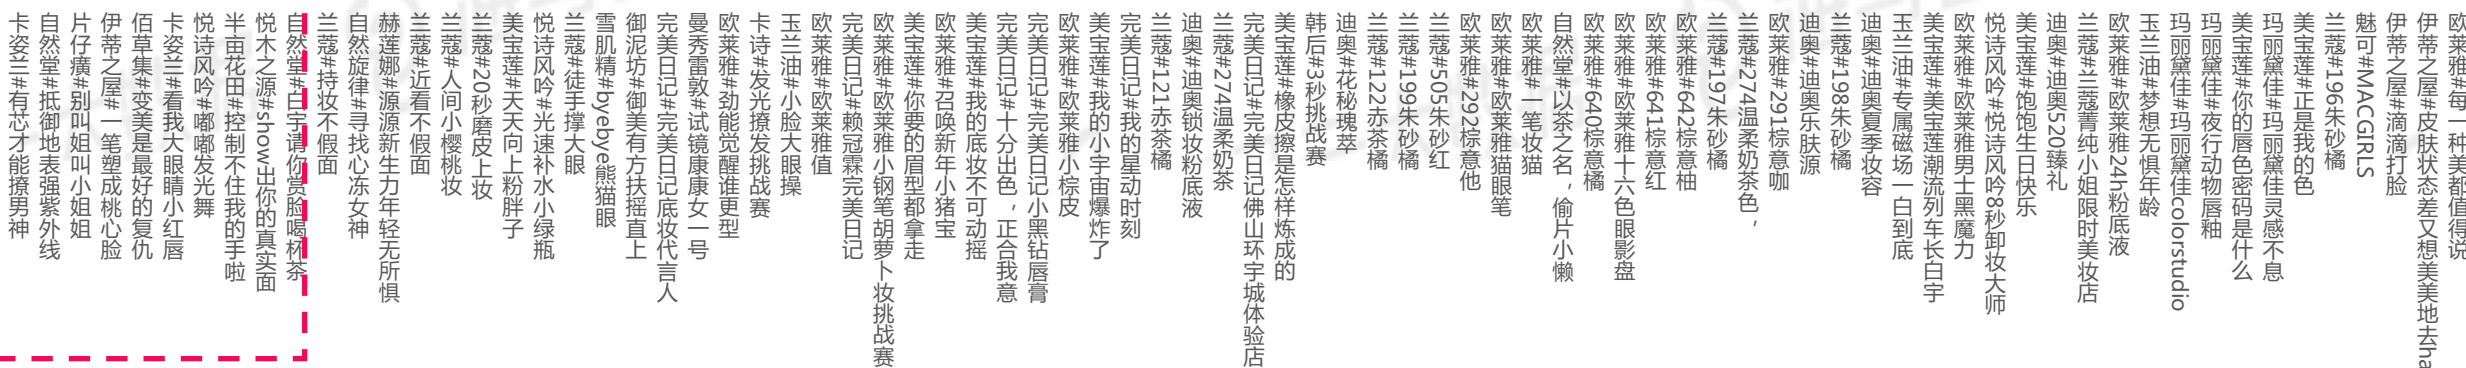 卡姿兰#有芯才能撩男神
自然堂#抵御地表强紫外线
片仔癀#别叫姐叫小姐姐
伊蒂之屋#一笔塑成桃心脸
佰草集#变美是最好的复仇
卡姿兰#看我大眼睛小红唇
悦诗风吟#嘟嘟发光舞
半亩花田#控制不住我的手啦
悦木之源#show出你的真实面
自然堂#白宇请你赏脸喝杯茶
兰蔻#持妆不假面
自然旋律#寻找心冻女神
赫莲娜#源源新生力年轻无所惧
兰蔻#近看不假面
兰蔻#人间小樱桃妆
兰蔻#20秒磨皮上妆
美宝莲#天天向上粉胖子
悦诗风吟#光速补水小绿瓶
兰蔻#徒手撑大眼
雪肌精#byebye熊猫眼
御泥坊#御美有方扶摇直上
完美日记#完美日记底妆代言人
曼秀雷敦#试镜康康女一号
欧莱雅#劲能觉醒谁更型
卡诗#发光撩发挑战赛
玉兰油#小脸大眼操
欧莱雅#欧莱雅值
完美日记#赖冠霖完美日记
欧莱雅#欧莱雅小钢笔胡萝卜妆挑战赛
美宝莲#你要的眉型都拿走
欧莱雅#召唤新年小猪宝
美宝莲#我的底妆不可动摇
完美日记#十分出色，正合我意
完美日记#完美日记小黑钻唇膏
欧莱雅#欧莱雅小棕皮
美宝莲#我的小宇宙爆炸了
完美日记#我的星动时刻
兰蔻#121赤茶橘
迪奥#迪奥锁妆粉底液
兰蔻#274温柔奶茶
完美日记#完美日记佛山环宇城体验店
美宝莲#橡皮擦是怎样炼成的
韩后#3秒挑战赛
迪奥#花秘瑰萃
兰蔻#122赤茶橘
兰蔻#199朱砂橘
兰蔻#505朱砂红
欧莱雅#292棕意他
欧莱雅#欧莱雅猫眼笔
欧莱雅#一笔妆猫
自然堂#以茶之名，偷片小懒
欧莱雅#640棕意橘
欧莱雅#欧莱雅十六色眼影盘
欧莱雅#641棕意红
欧莱雅#642棕意柚
兰蔻#197朱砂橘
兰蔻#274温柔奶茶色，
欧莱雅#291棕意咖
迪奥#迪奥乐肤源
兰蔻#198朱砂橘
迪奥#迪奥夏季妆容
玉兰油#专属磁场一白到底
美宝莲#美宝莲潮流列车长白宇
欧莱雅#欧莱雅男士黑魔力
悦诗风吟#悦诗风吟8秒卸妆大师
美宝莲#饱饱生日快乐
迪奥#迪奥520臻礼
兰蔻#兰蔻菁纯小姐限时美妆店
欧莱雅#欧莱雅24h粉底液
玉兰油#梦想无惧年龄
玛丽黛佳#玛丽黛佳colorstudio
玛丽黛佳#夜行动物唇釉
美宝莲#你的唇色密码是什么
玛丽黛佳#玛丽黛佳灵感不息
美宝莲#正是我的色
兰蔻#196朱砂橘
魅可#MACGIRLS
伊蒂之屋#滴滴打脸
伊蒂之屋#皮肤状态差又想美美地去ha
欧莱雅#每一种美都值得说